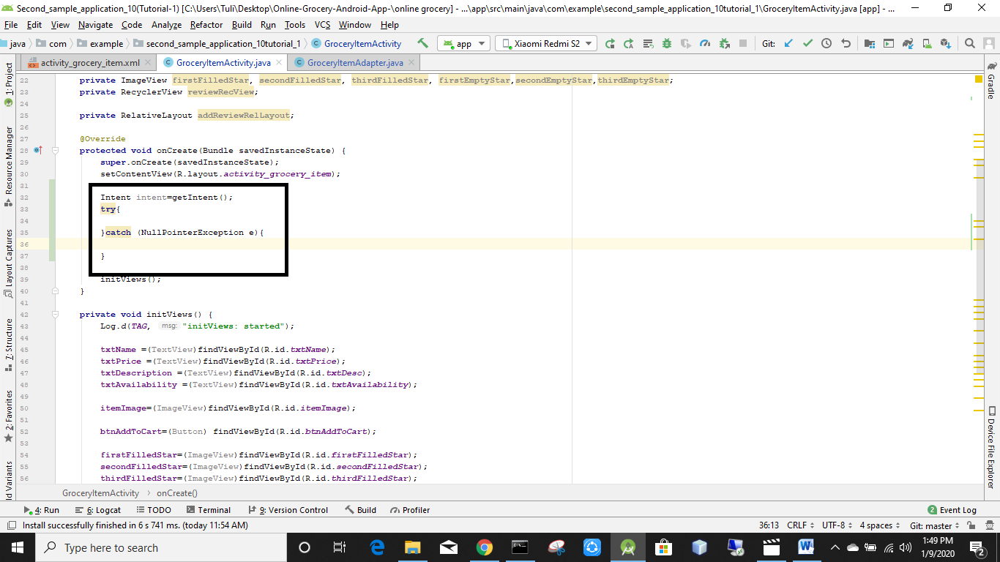 Second_sample_application_10(Tutorial-1) [C:\Users\Tuli\Desktop\Online-Grocery-Android-App-\online grocery] - ...\app\src\main\java\com\example\second_sample_application_10tutorial_1\GroceryItemActivity.java [app] - ...
File Edit View Navigate Code Analyze Refactor Build Run Tools VCS Window Help
java com example second_sample_application_10tutorial_1 GroceryItemActivity app Xiaomi Redmi S2 Git:
activity_grocery_item.xml GroceryItemActivity.java GroceryItemAdapter.java
1: Project
Resource Manager
Layout Captures
7: Structure
2: Favorites
ld Variants
Gradle
Device File Explorer
22 private ImageView firstFilledStar, secondFilledStar, thirdFilledStar, firstEmptyStar,secondEmptyStar,thirdEmptyStar;
23 private RecyclerView reviewRecView;
24
25 private RelativeLayout addReviewRelLayout;
26
27 @Override
28 protected void onCreate(Bundle savedInstanceState) {
29 super.onCreate(savedInstanceState);
30 setContentView(R.layout.activity_grocery_item);
31
32 Intent intent=getIntent();
33 try{
34
35 }catch (NullPointerException e){
36
37 }
38
39 initViews();
40 }
41
42 private void initViews() {
43 Log.d(TAG, msg: "initViews: started");
44
45 txtName =(TextView)findViewById(R.id.txtName);
46 txtPrice =(TextView)findViewById(R.id.txtPrice);
47 txtDescription =(TextView)findViewById(R.id.txtDesc);
48 txtAvailability =(TextView)findViewById(R.id.txtAvailability);
49
50 itemImage=(ImageView)findViewById(R.id.itemImage);
51
52 btnAddToCart=(Button) findViewById(R.id.btnAddToCart);
53
54 firstFilledStar=(ImageView)findViewById(R.id.firstFilledStar);
55 secondFilledStar=(ImageView)findViewById(R.id.secondFilledStar);
56 thirdFilledStar=(ImageView)findViewById(R.id.thirdFilledStar);
GroceryItemActivity › onCreate()
4: Run 6: Logcat TODO Terminal 9: Version Control Build Profiler 2 Event Log
Install successfully finished in 6 s 741 ms. (today 11:54 AM) 36:13 CRLF UTF-8 4 spaces Git: master
Type here to search
1:49 PM
1/9/2020
2